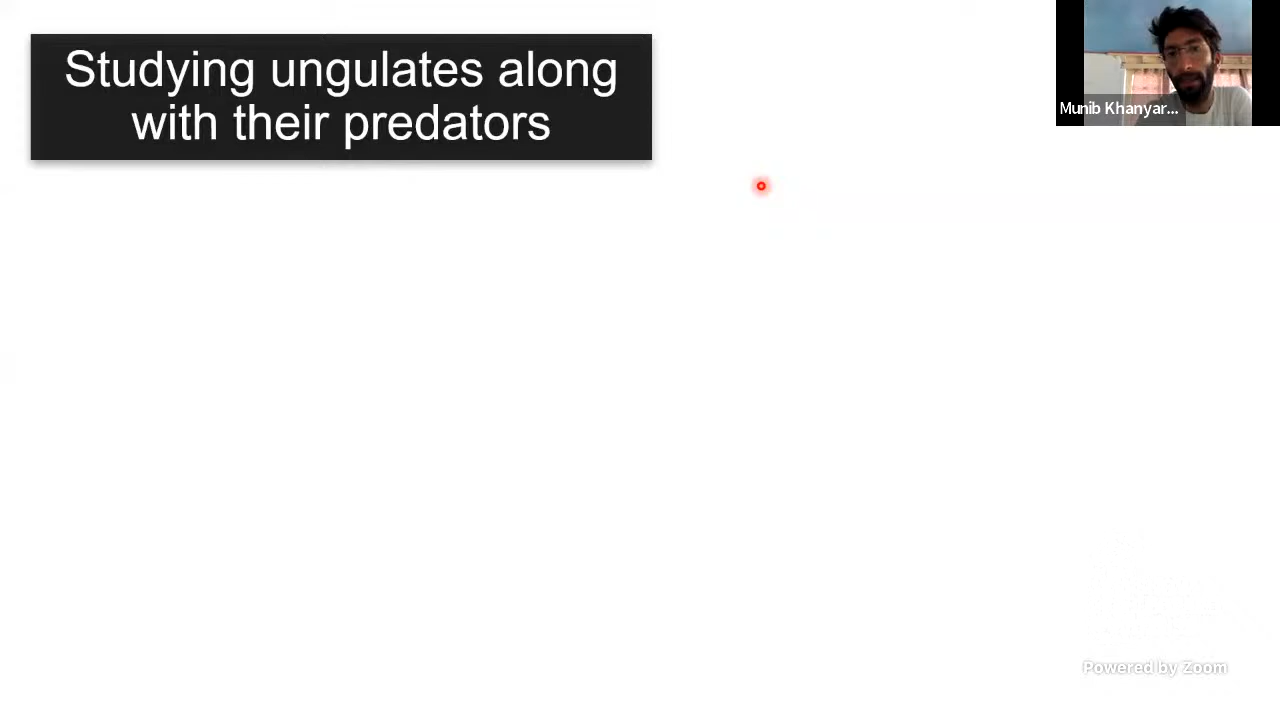 Studying ungulates along
with their predators
Munib Khanyar...
Powered by Zoom